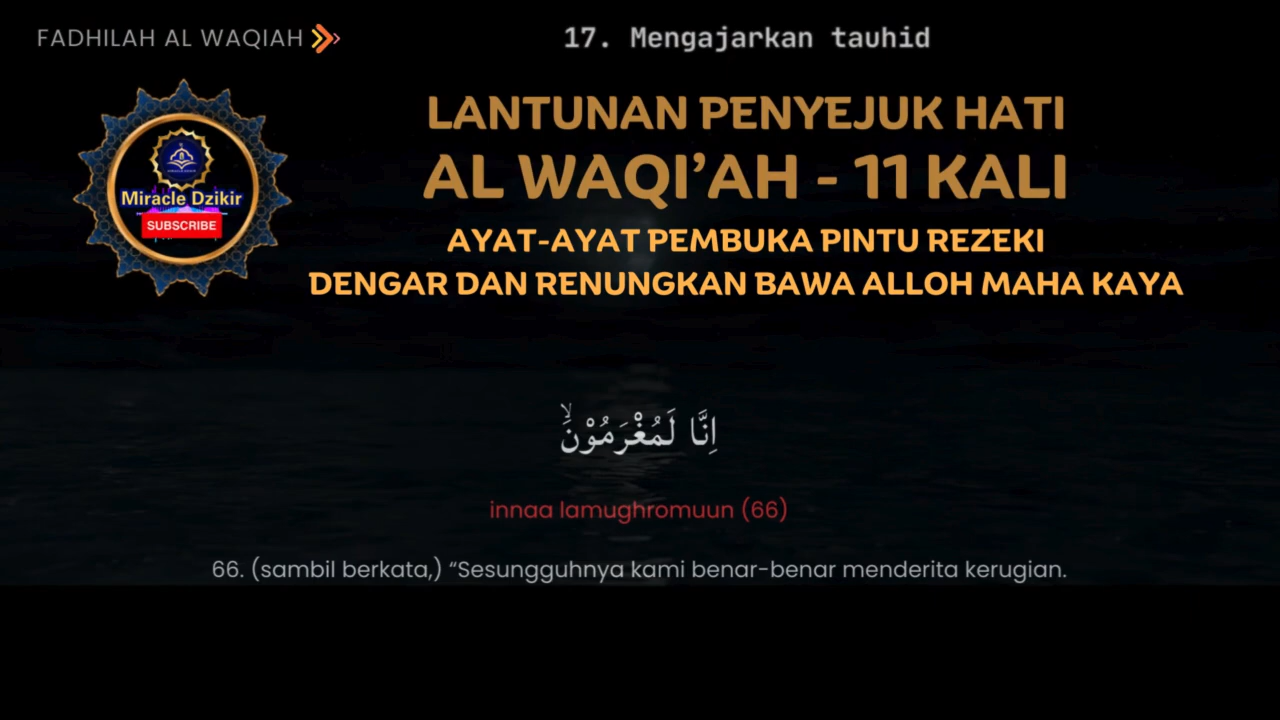 FADHILAH AL WAQIAH
17. Mengajarkan tauhid
LANTUNAN PENYEJUK HATI
AL WAQI’AH - 11 KALI
AYAT-AYAT PEMBUKA PINTU REZEKI
DENGAR DAN RENUNGKAN BAWA ALLOH MAHA KAYA
Miracle Dzikir
SUBSCRIBE
اِنَّا لَمُغْرَمُوْنَۙ
innaa lamughromuun (66)
66. (sambil berkata,) “Sesungguhnya kami benar-benar menderita kerugian.